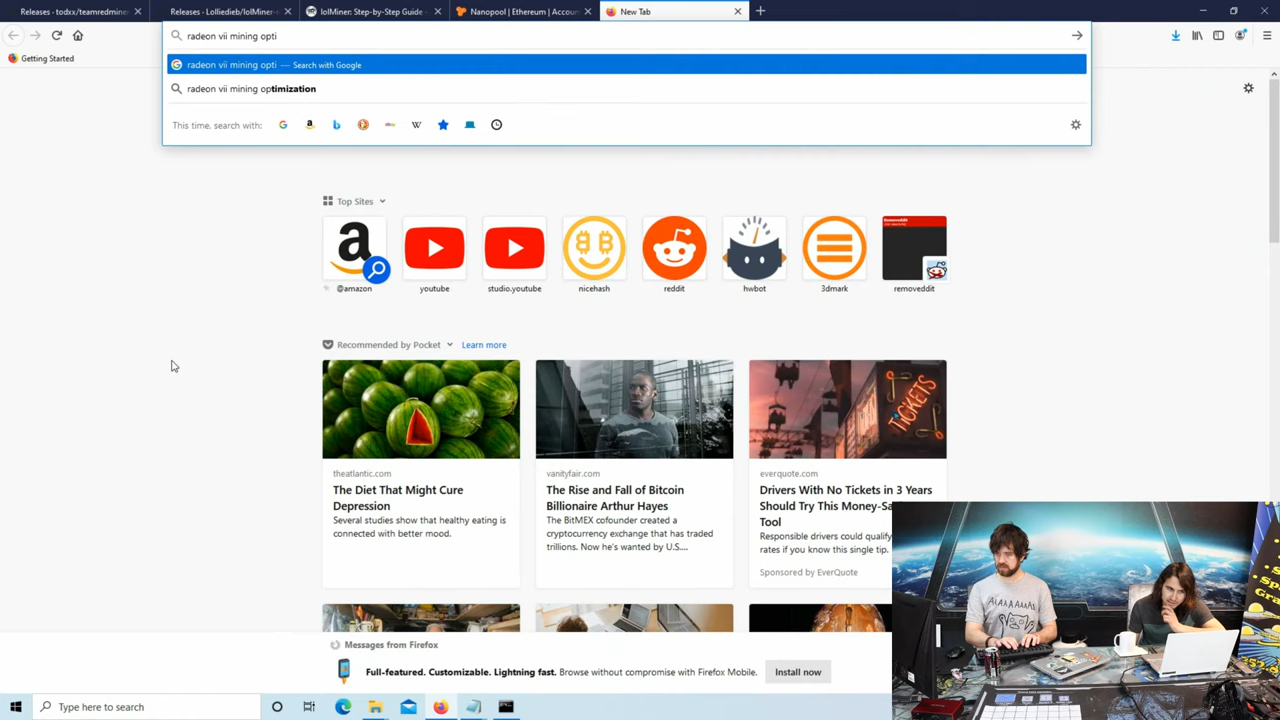 Releases - todxx/teamredminer
Releases - Lolliedieb/lolMiner-
lolMiner: Step-by-Step Guide -
Nanopool | Ethereum | Accou
New Tab
radeon vii mining opti
Getting Started
radeon vii mining opti — Search with Google
radeon vii mining optimization
This time, search with:
Top Sites
@amazon
youtube
studio.youtube
nicehash
reddit
hwbot
3dmark
removeddit
Recommended by Pocket
Learn more
theatlantic.com
The Diet That Might Cure
Depression
Several studies show that healthy eating is
connected with better mood.
vanityfair.com
The Rise and Fall of Bitcoin
Billionaire Arthur Hayes
The BitMEX cofounder created a
cryptocurrency exchange that has traded
trillions. Now he's wanted by U.S....
TICKETS
everquote.com
Drivers With No Tickets in 3 Years
Should Try This Money-Sa
Tool
Responsible drivers could qualify
rates if you know this single tip.
Sponsored by EverQuote
Messages from Firefox
Full-featured. Customizable. Lightning fast. Browse without compromise with Firefox Mobile.
Install now
Type here to search